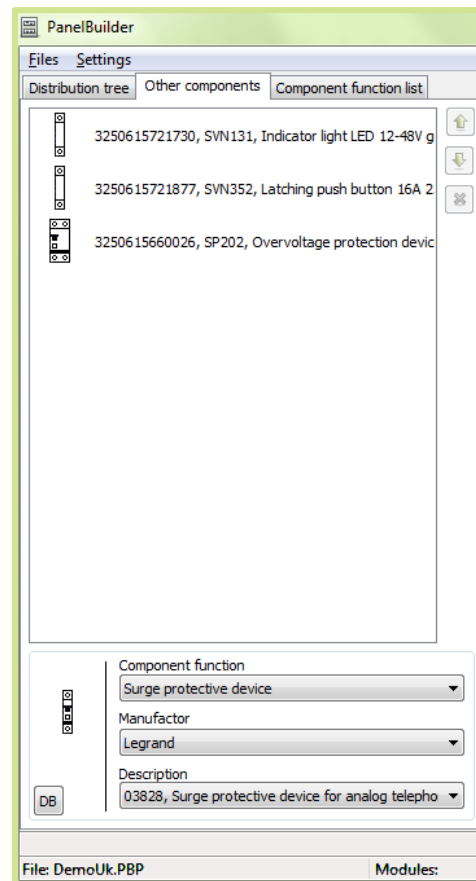 PanelBuilder
Files Settings
Distribution tree Other components Component function list
3250615721730, SVN131, Indicator light LED 12-48V g
3250615721877, SVN352, Latching push button 16A 2
3250615660026, SP202, Overvoltage protection devic
Component function
Surge protective device
Manufactor
Legrand
Description
DB 03828, Surge protective device for analog telepho
File: DemoUk.PBP Modules: